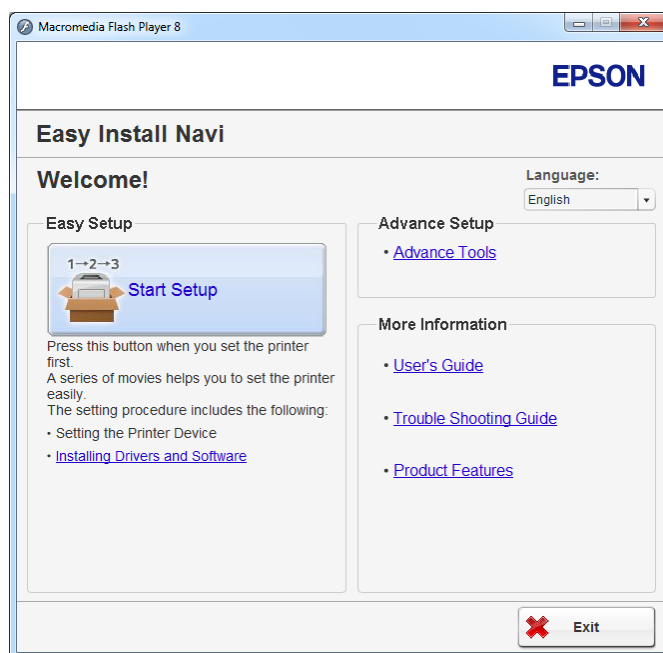 Macromedia Flash Player 8
EPSON
Easy Install Navi
Welcome!
Language:
English
Easy Setup
1→2→3
Start Setup
Press this button when you set the printer
first.
A series of movies helps you to set the printer
easily.
The setting procedure includes the following:
• Setting the Printer Device
• Installing Drivers and Software
Advance Setup
• Advance Tools
More Information
• User's Guide
• Trouble Shooting Guide
• Product Features
Exit